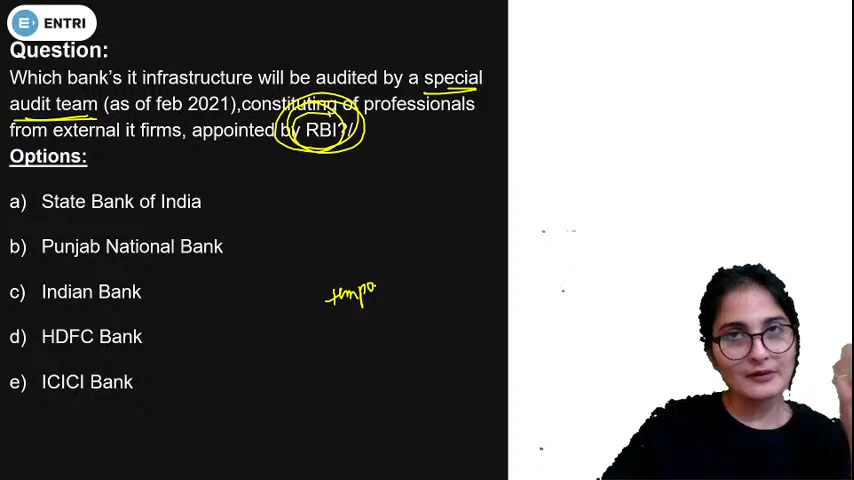 ENTRI
Question:
Which bank's it infrastructure will be audited by a special
audit team (as of feb 2021),constituting of professionals
from external it firms, appointed by RBI?/
Options:
a) State Bank of India
b) Punjab National Bank
c) Indian Bank
tempo
d) HDFC Bank
e) ICICI Bank